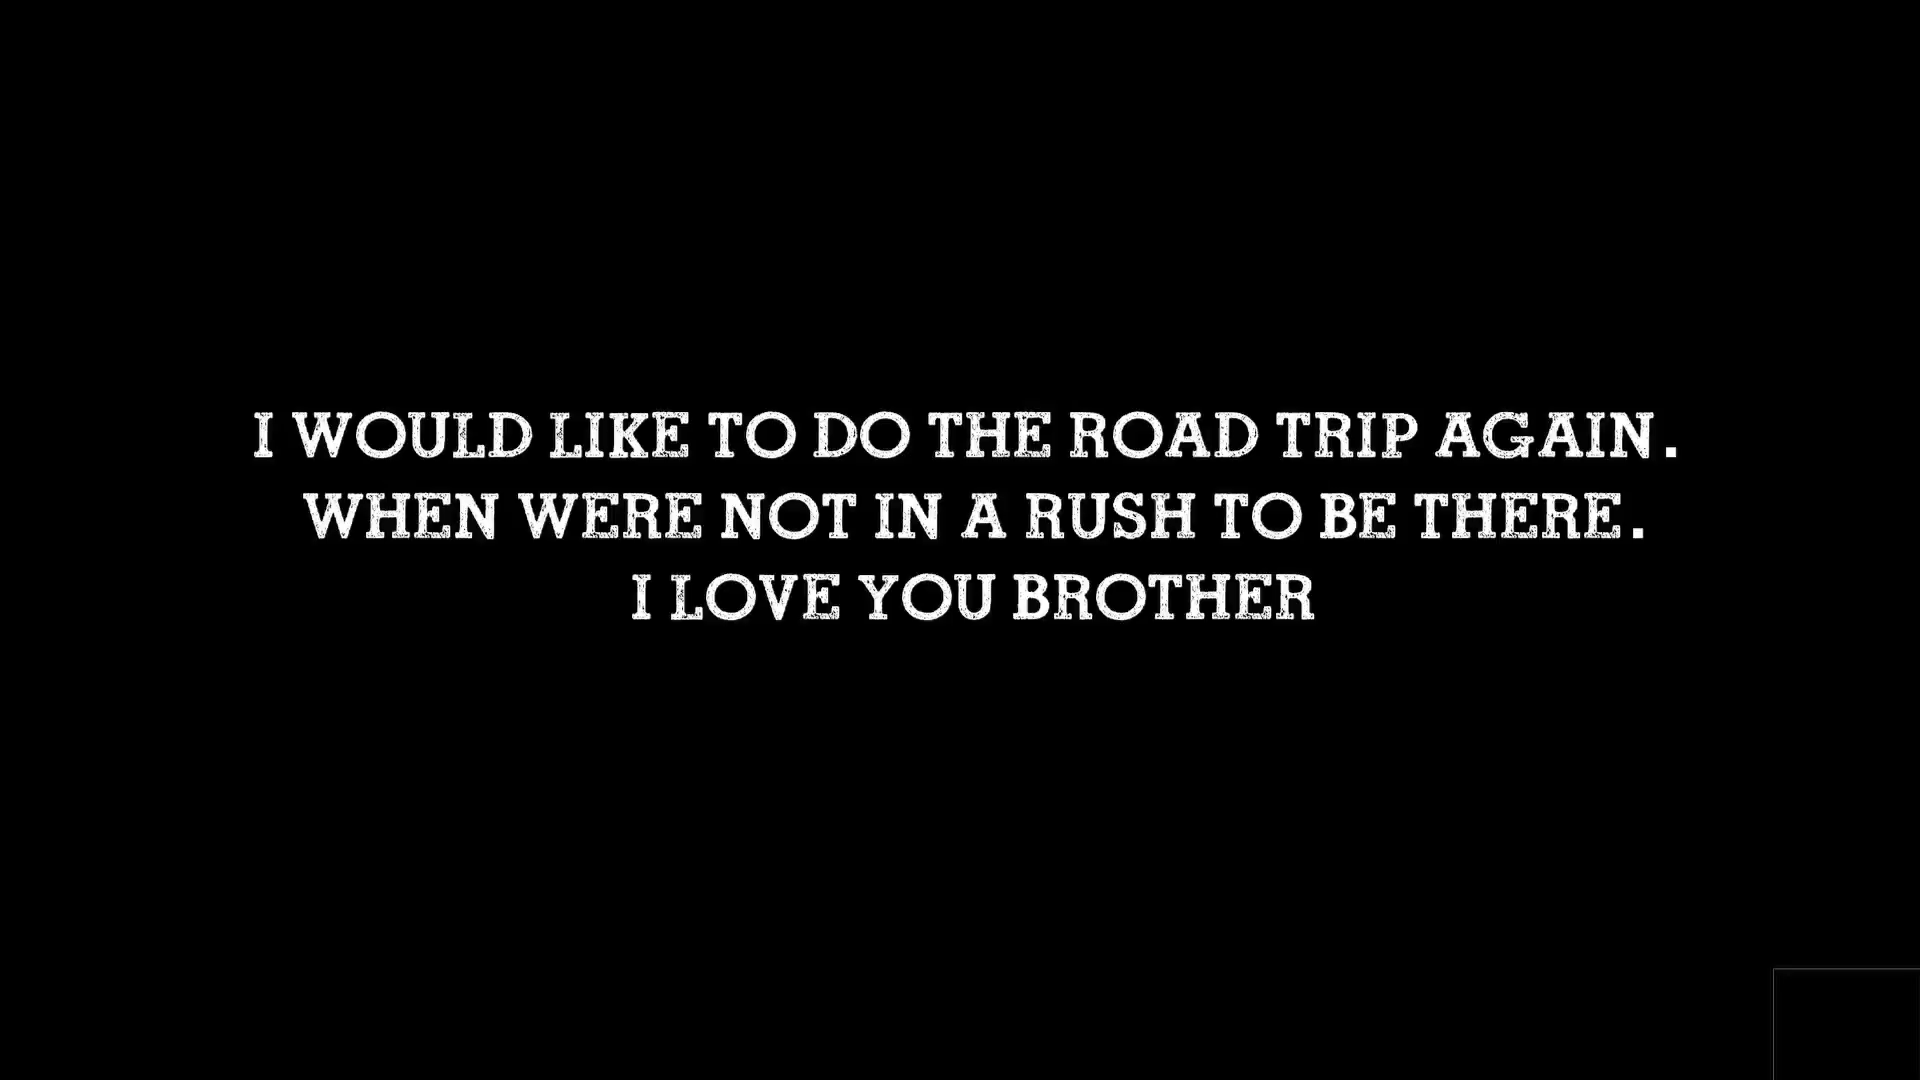 I WOULD LIKE TO DO THE ROAD TRIP AGAIN.
WHEN WERE NOT IN A RUSH TO BE THERE.
I LOVE YOU BROTHER